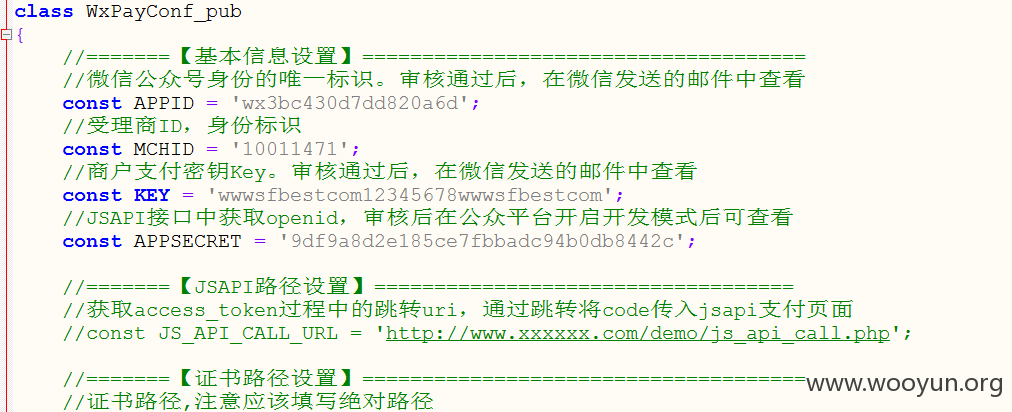 class WxPayConf_pub
{
//=======【基本信息设置】=====================================
//微信公众号身份的唯一标识。审核通过后，在微信发送的邮件中查看
const APPID = 'wx3bc430d7dd820a6d';
//受理商ID，身份标识
const MCHID = '10011471';
//商户支付密钥Key。审核通过后，在微信发送的邮件中查看
const KEY = 'wwwsfbestcom12345678wwwsfbestcom';
//JSAPI接口中获取openid，审核后在公众平台开启开发模式后可查看
const APPSECRET = '9df9a8d2e185ce7fbbadc94b0db8442c';
//=======【JSAPI路径设置】===================================
//获取access_token过程中的跳转uri，通过跳转将code传入jsapi支付页面
//const JS_API_CALL_URL = 'http://www.xxxxxx.com/demo/js_api_call.php';
//=======【证书路径设置】=====================================
www.wooyun.org
//证书路径,注意应该填写绝对路径